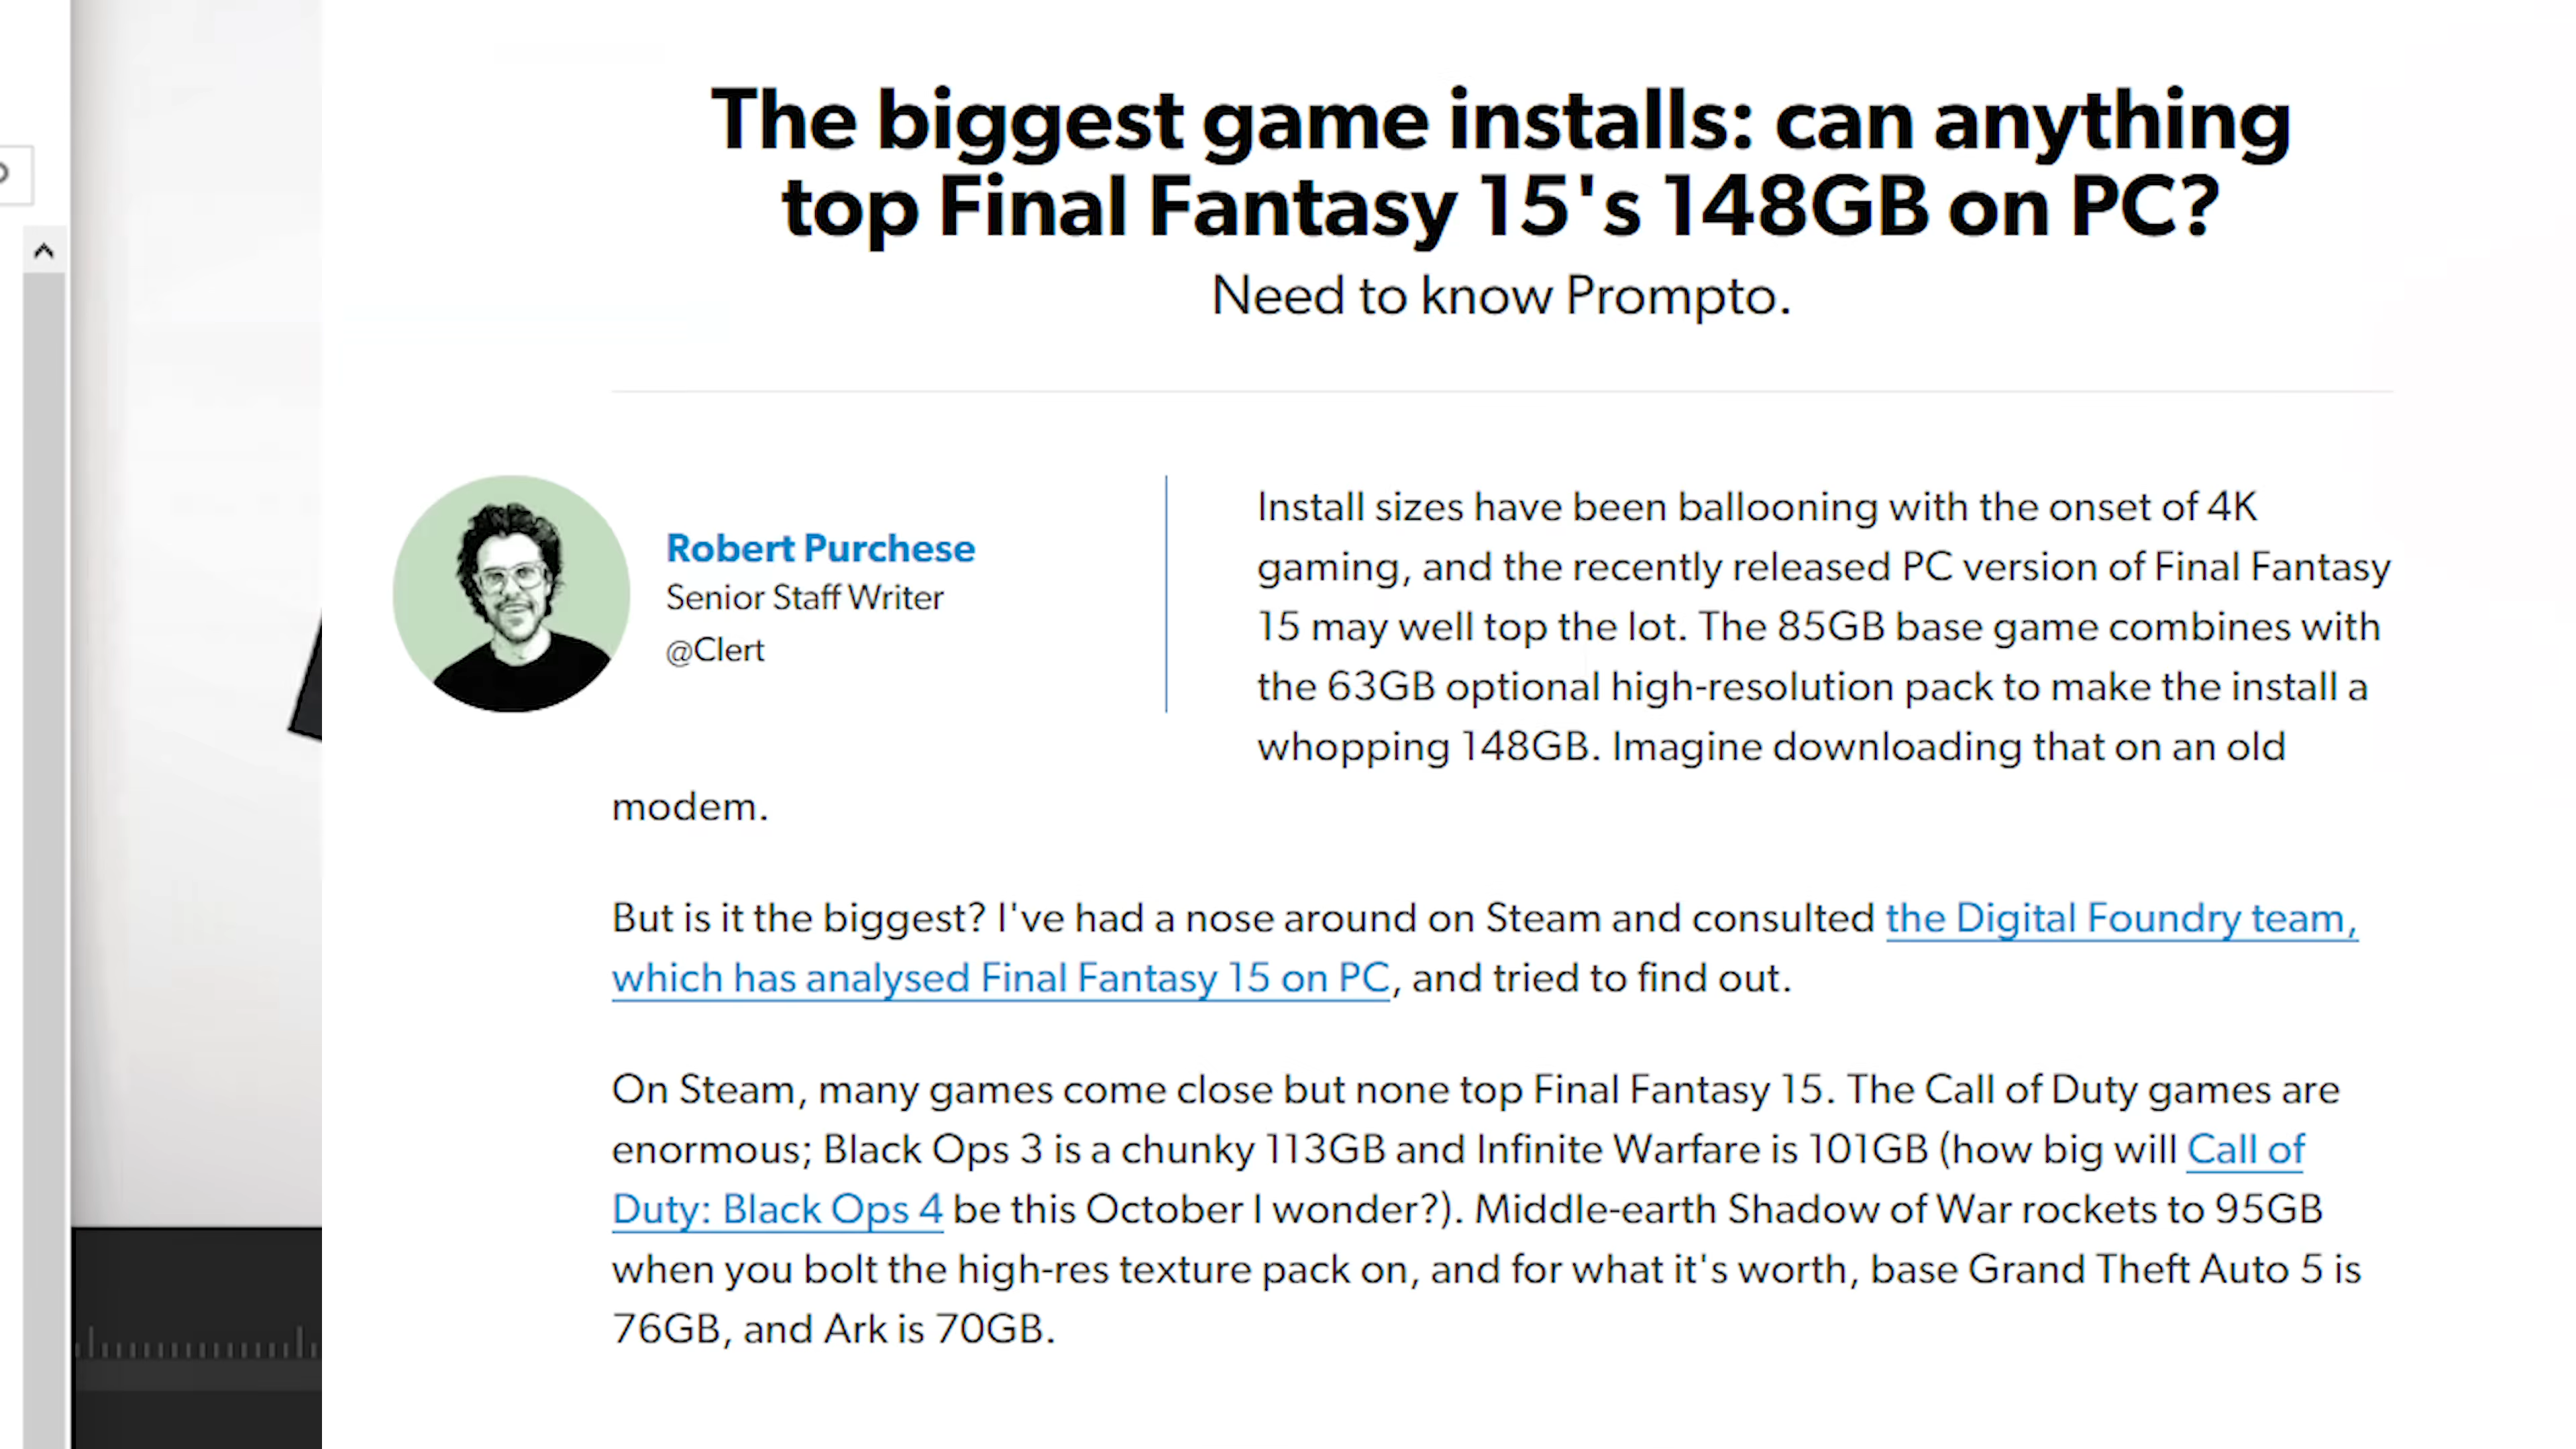 The biggest game installs: can anything
top Final Fantasy 15's 148GB on PC?
Need to know Prompto.
Robert Purchese
Senior Staff Writer
@Clert
Install sizes have been ballooning with the onset of 4K
gaming, and the recently released PC version of Final Fantasy
15 may well top the lot. The 85GB base game combines with
the 63GB optional high-resolution pack to make the install a
whopping 148GB. Imagine downloading that on an old
modem.
But is it the biggest? I've had a nose around on Steam and consulted the Digital Foundry team,
which has analysed Final Fantasy 15 on PC, and tried to find out.
On Steam, many games come close but none top Final Fantasy 15. The Call of Duty games are
enormous; Black Ops 3 is a chunky 113GB and Infinite Warfare is 101GB (how big will Call of
Duty: Black Ops 4 be this October I wonder?). Middle-earth Shadow of War rockets to 95GB
when you bolt the high-res texture pack on, and for what it's worth, base Grand Theft Auto 5 is
76GB, and Ark is 70GB.